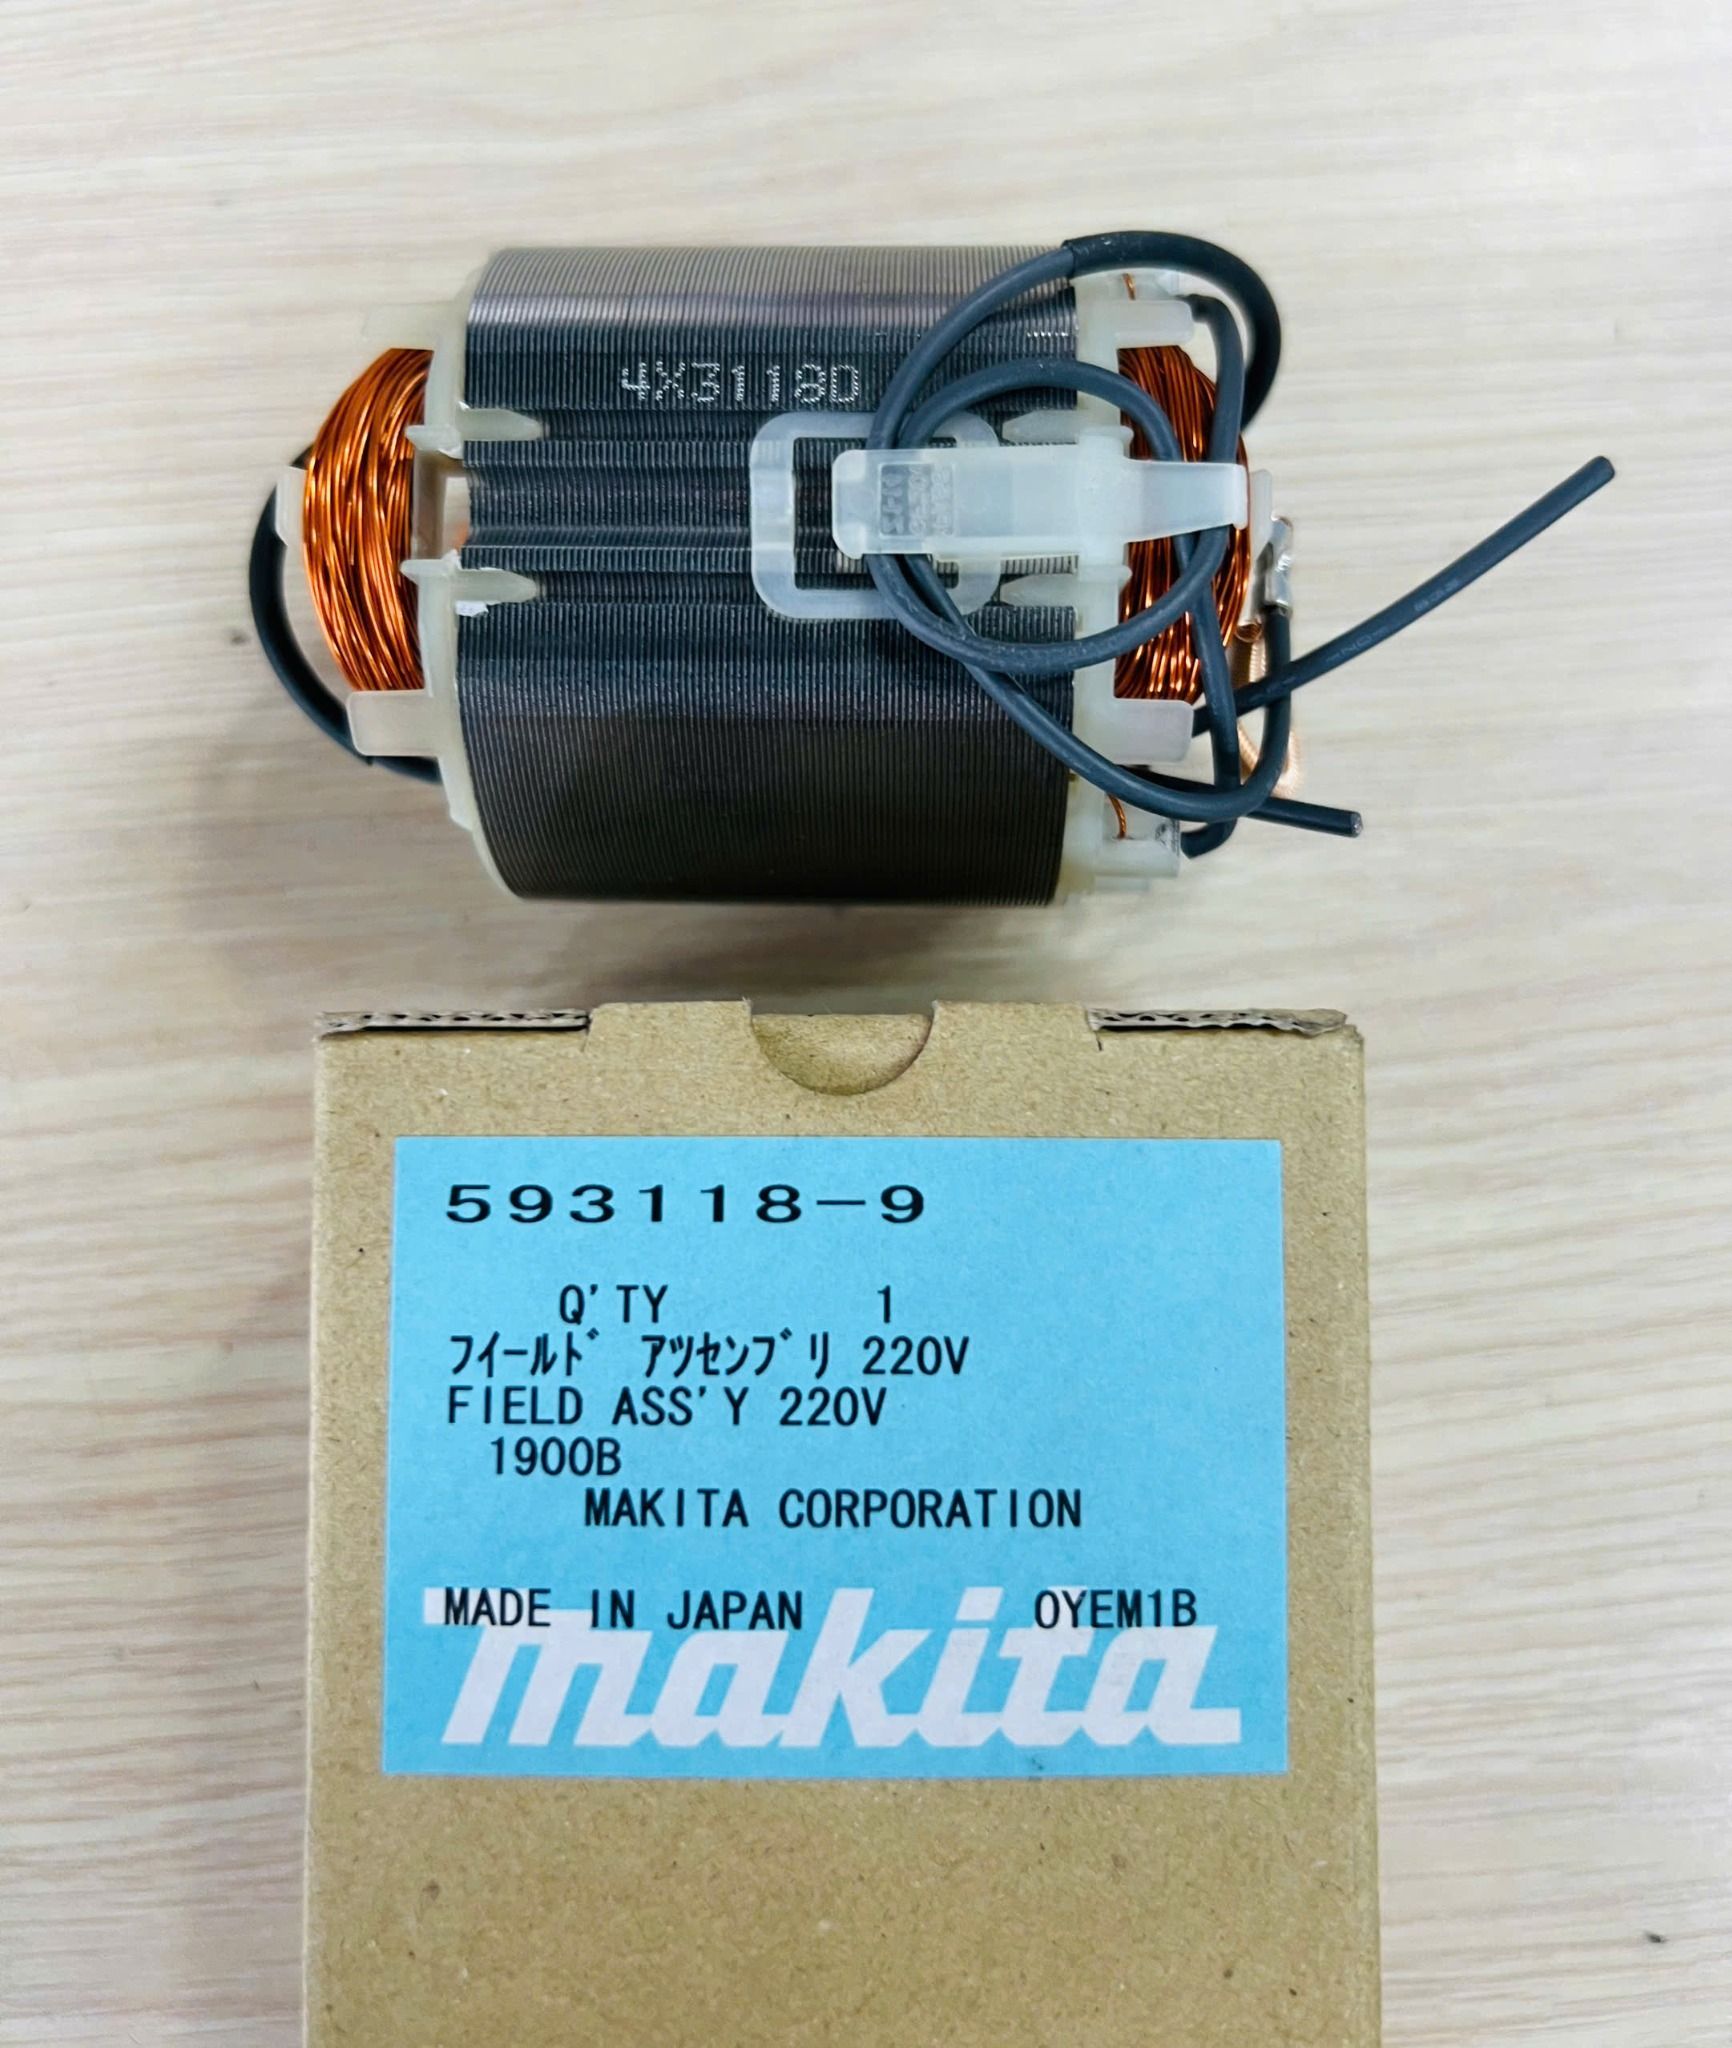 4X3118D
593118-9
Q'TY 1
フイールド アツセンブリ 220V
FIELD ASS'Y 220V
1900B
MAKITA CORPORATION
MADE IN JAPAN OYEM1B
makita